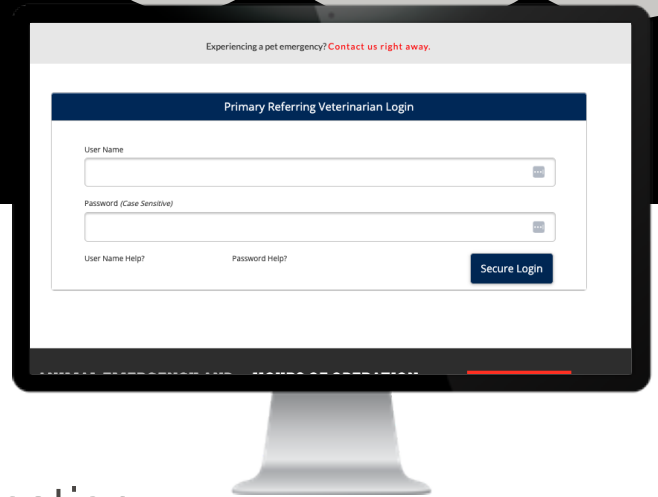 Experiencing a pet emergency? Contact us right away.
Primary Referring Veterinarian Login
User Name
Password (Case Sensitive)
User Name Help? Password Help?
Secure Login